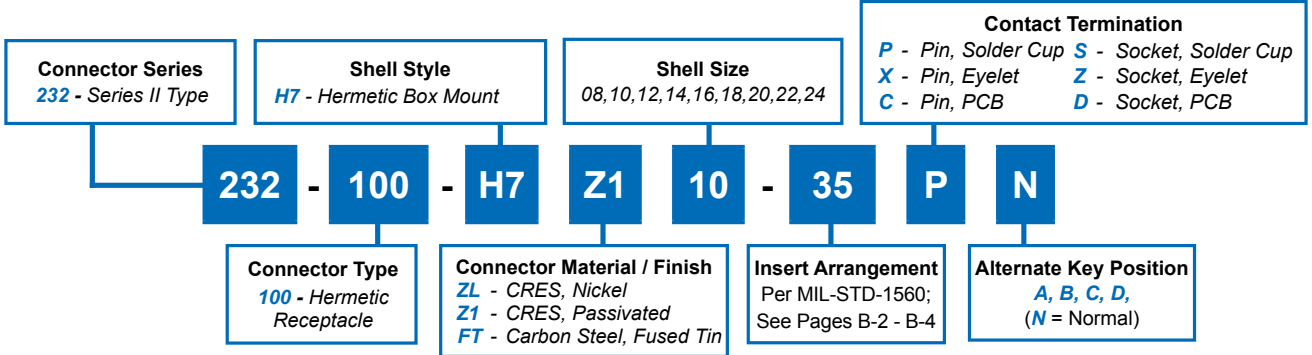 Connector Series
232 - Series II Type
Shell Style
H7 - Hermetic Box Mount
Shell Size
08,10,12,14,16,18,20,22,24
Contact Termination
P - Pin, Solder Cup S - Socket, Solder Cup
X - Pin, Eyelet Z - Socket, Eyelet
C - Pin, PCB D - Socket, PCB
232 - 100 - H7 Z1 10 - 35 P N
Connector Type
100 - Hermetic
Receptacle
Connector Material / Finish
ZL - CRES, Nickel
Z1 - CRES, Passivated
FT - Carbon Steel, Fused Tin
Insert Arrangement
Per MIL-STD-1560;
See Pages B-2 - B-4
Alternate Key Position
A, B, C, D,
(N = Normal)